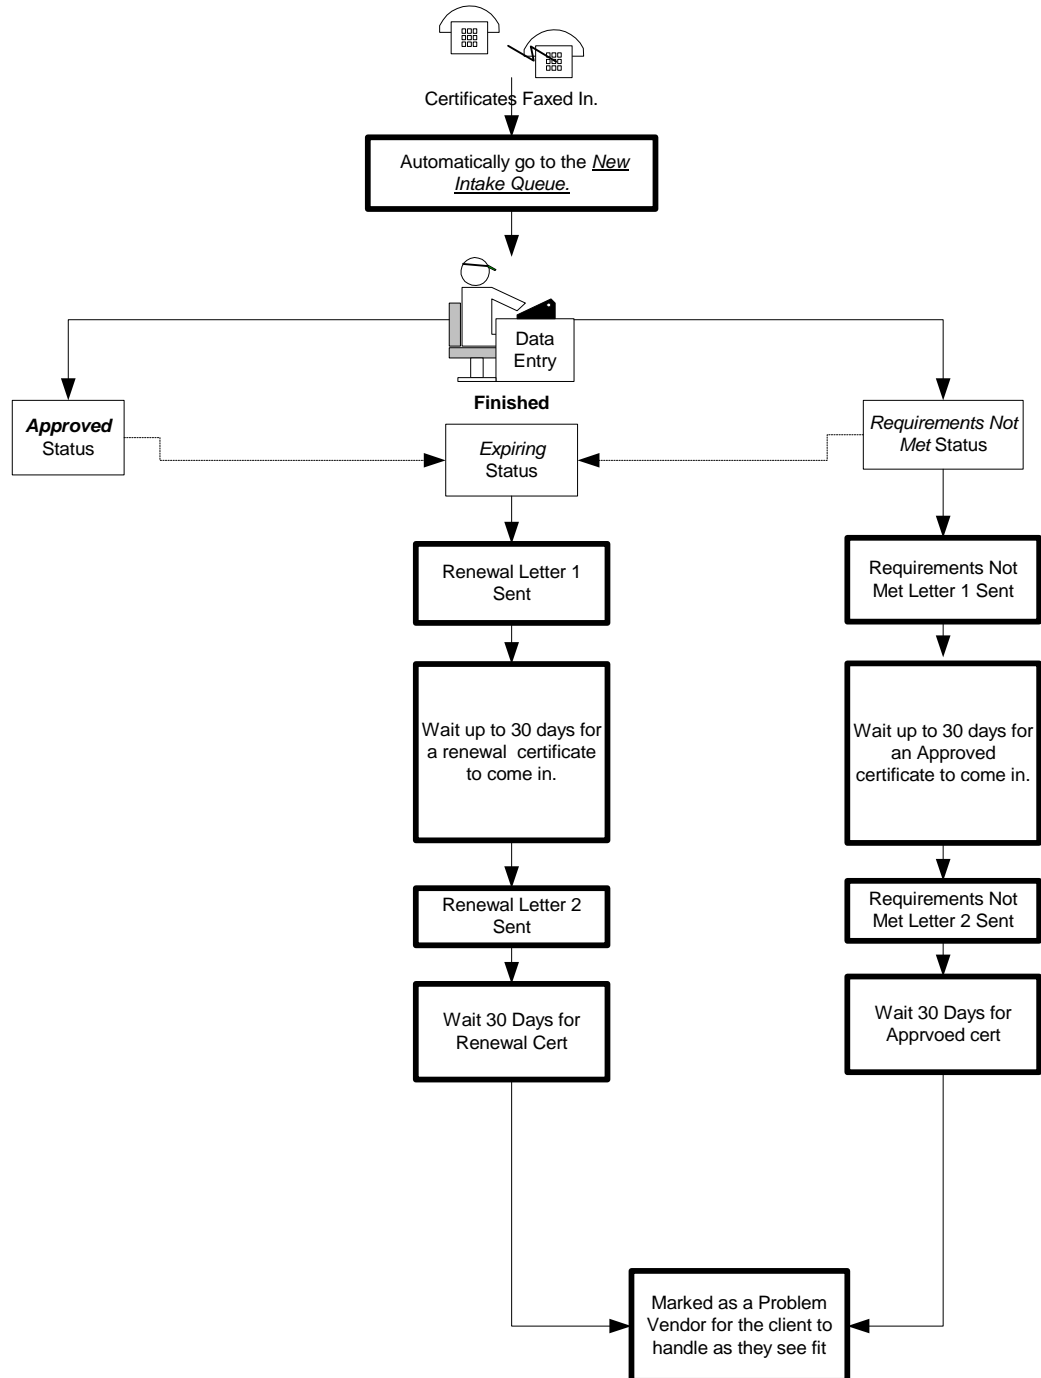 Certificates Faxed In.
Automatically go to the New
Intake Queue.
Data
Entry
Finished
Approved
Status
Expiring
Status
Requirements Not
Met Status
Renewal Letter 1
Sent
Requirements Not
Met Letter 1 Sent
Wait up to 30 days for
a renewal certificate
to come in.
Wait up to 30 days for
an Approved
certificate to come in.
Renewal Letter 2
Sent
Requirements Not
Met Letter 2 Sent
Wait 30 Days for
Renewal Cert
Wait 30 Days for
Apprvoed cert
Marked as a Problem
Vendor for the client to
handle as they see fit